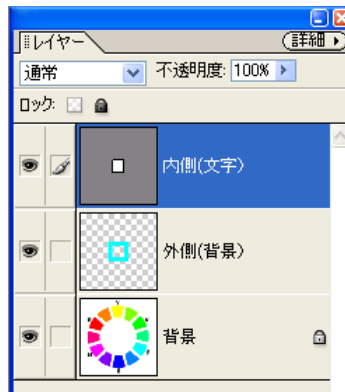 レイヤー
詳細
通常
不透明度: 100%
ロック:
内側(文字)
外側(背景)
背景